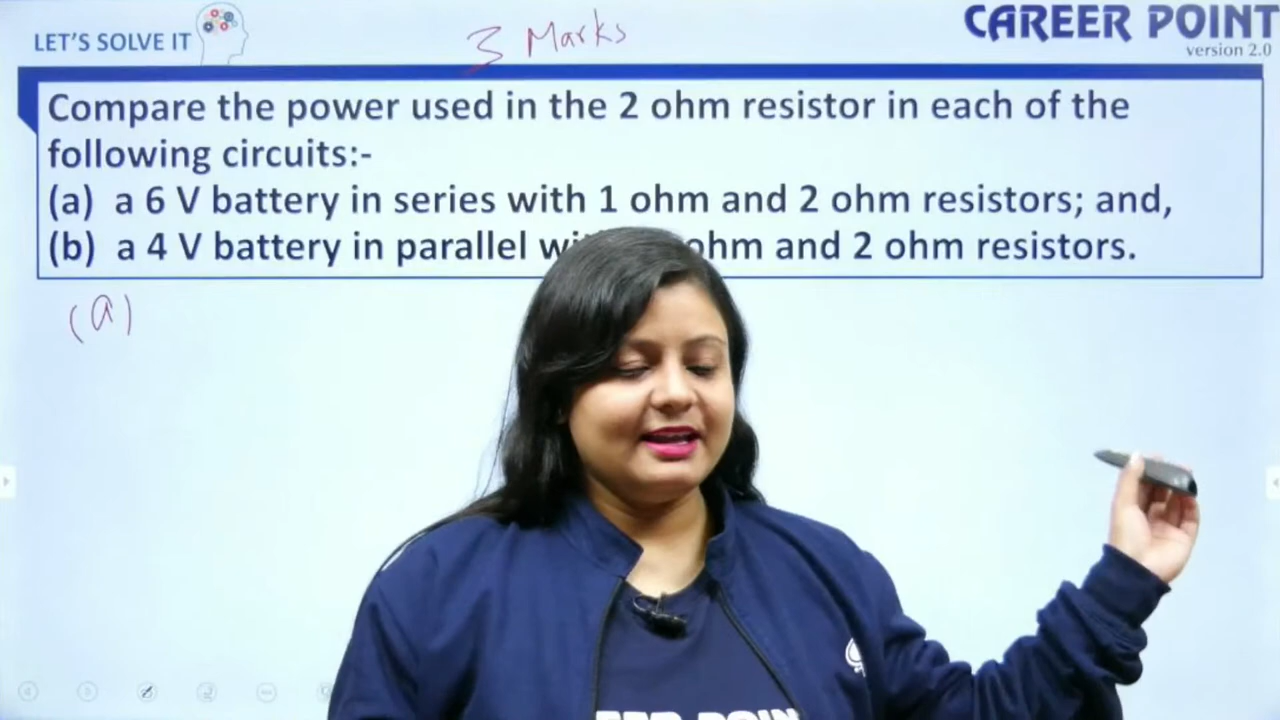 LET'S SOLVE IT
3 Marks
CAREER POINT
version 2.0
Compare the power used in the 2 ohm resistor in each of the
following circuits:-
(a) a 6 V battery in series with 1 ohm and 2 ohm resistors; and,
(b) a 4 V battery in parallel ohm and 2 ohm resistors.
(a)